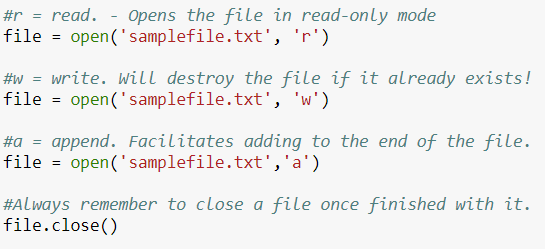 #r = read. - Opens the file in read-only mode
file = open('samplefile.txt', 'r')
#w = write. Will destroy the file if it already exists!
file = open('samplefile.txt', 'w')
#a = append. Facilitates adding to the end of the file.
file = open('samplefile.txt','a')
#Always remember to close a file once finished with it.
file.close()